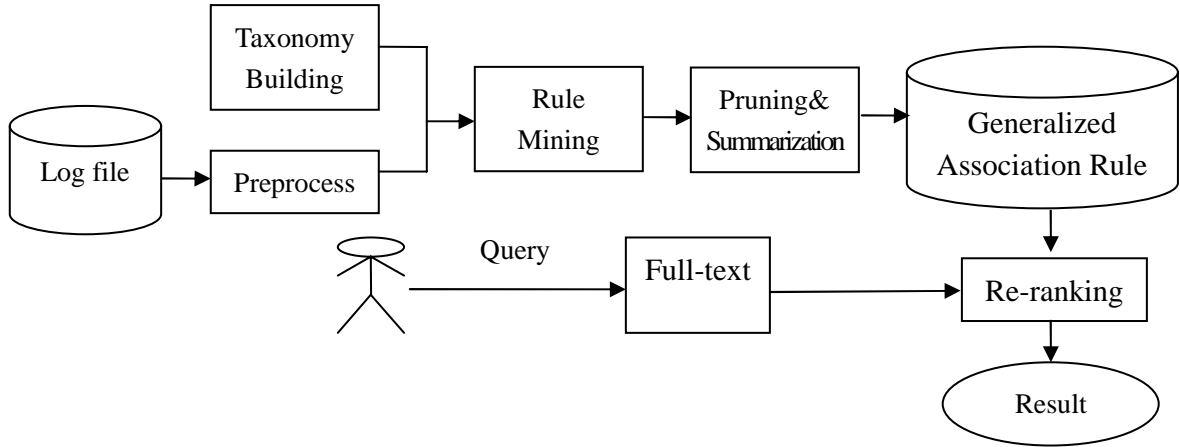 Taxonomy
Building
Log file
Preprocess
Rule
Mining
Pruning&
Summarization
Generalized
Association Rule
Query
Full-text
Re-ranking
Result